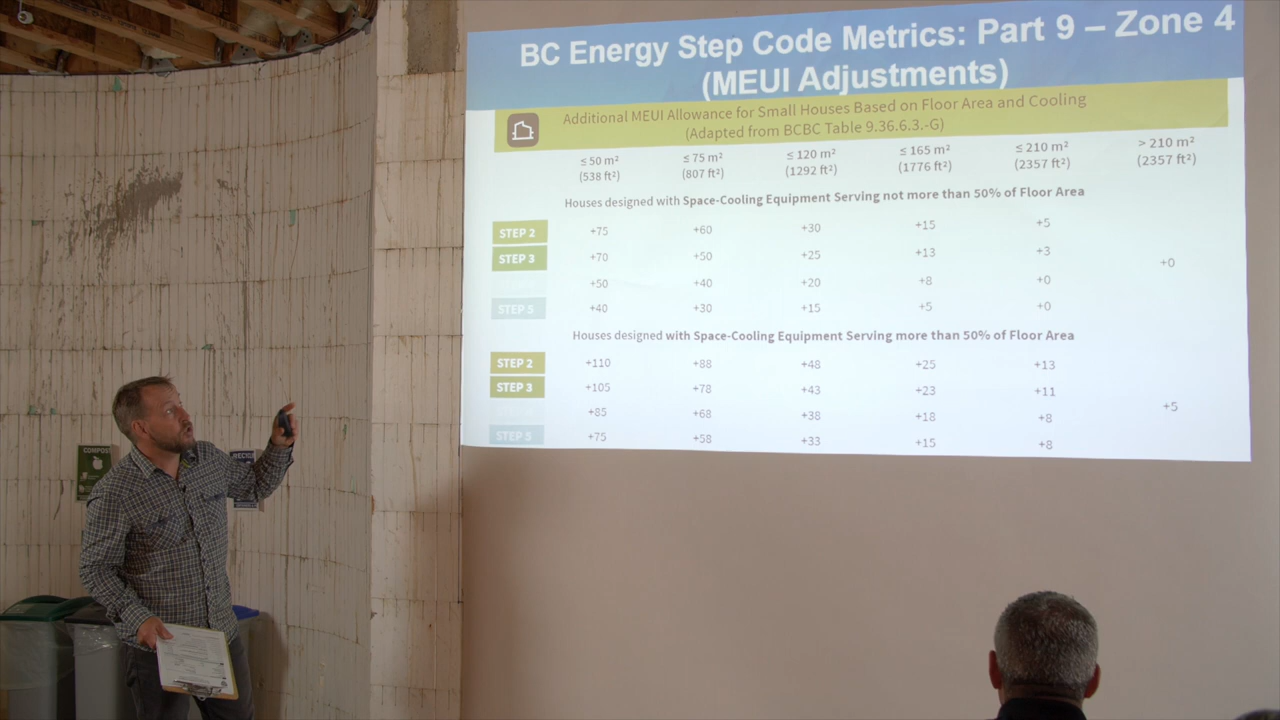 BC Energy Step Code Metrics: Part 9 – Zone 4
(MEUI Adjustments)
Additional MEUI Allowance for Small Houses Based on Floor Area and Cooling
(Adapted from BCBC Table 9.36.6.3.-G)
≤ 50 m² ≤ 75 m² ≤ 120 m² ≤ 165 m² ≤ 210 m² > 210 m²
(538 ft²) (807 ft²) (1292 ft²) (1776 ft²) (2357 ft²) (2357 ft²)
Houses designed with Space-Cooling Equipment Serving not more than 50% of Floor Area
STEP 2 +75 +60 +30 +15 +5
STEP 3 +70 +50 +25 +13 +3
+0
+50 +40 +20 +8 +0
STEP 5 +40 +30 +15 +5 +0
Houses designed with Space-Cooling Equipment Serving more than 50% of Floor Area
STEP 2 +110 +88 +48 +25 +13
STEP 3 +105 +78 +43 +23 +11
+5
+85 +68 +38 +18 +8
STEP 5 +75 +58 +33 +15 +8
COMPOST